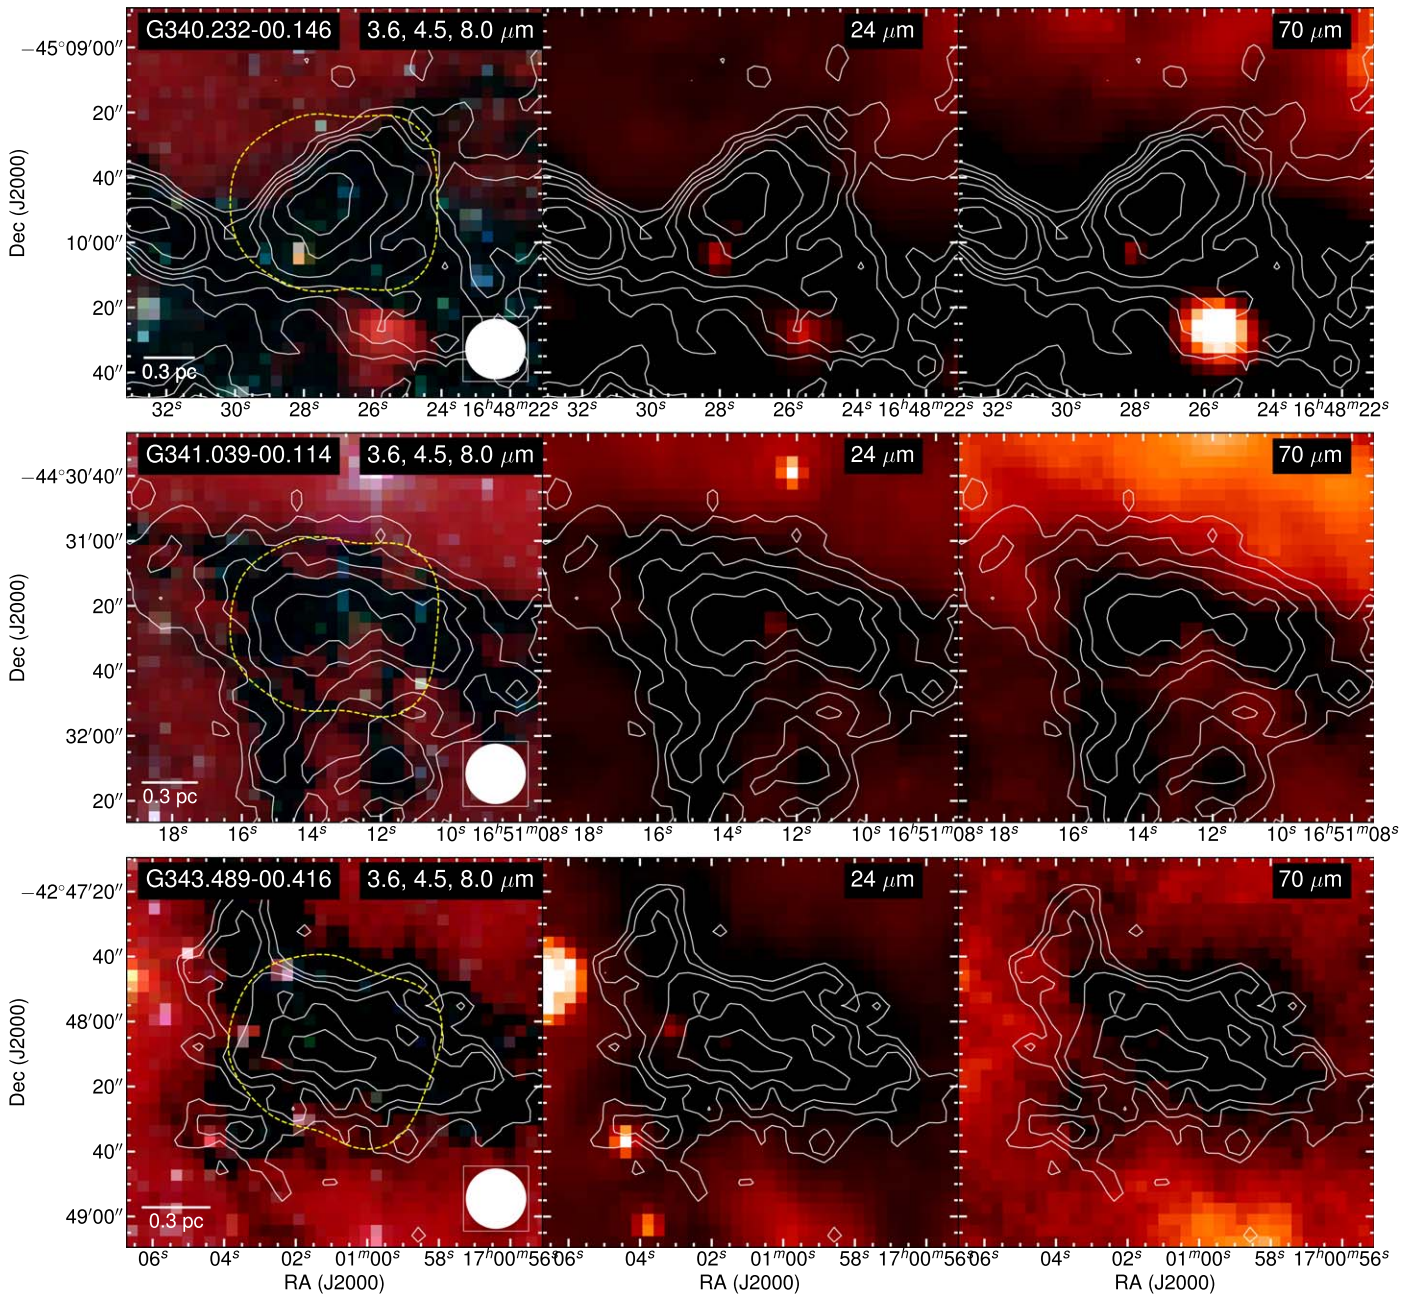 G340.232-00.146 3.6, 4.5, 8.0 μm 24 μm 70 μm
−45°09′00″
20″
40″
10′00″
20″
40″
Dec (J2000)
0.3 pc
32ˢ 30ˢ 28ˢ 26ˢ 24ˢ 16ʰ48ᵐ22ˢ 32ˢ 30ˢ 28ˢ 26ˢ 24ˢ 16ʰ48ᵐ22ˢ 32ˢ 30ˢ 28ˢ 26ˢ 24ˢ 16ʰ48ᵐ22ˢ
G341.039-00.114 3.6, 4.5, 8.0 μm 24 μm 70 μm
−44°30′40″
31′00″
20″
40″
32′00″
20″
Dec (J2000)
0.3 pc
18ˢ 16ˢ 14ˢ 12ˢ 10ˢ 16ʰ51ᵐ08ˢ 18ˢ 16ˢ 14ˢ 12ˢ 10ˢ 16ʰ51ᵐ08ˢ 18ˢ 16ˢ 14ˢ 12ˢ 10ˢ 16ʰ51ᵐ08ˢ
G343.489-00.416 3.6, 4.5, 8.0 μm 24 μm 70 μm
−42°47′20″
40″
48′00″
20″
40″
49′00″
Dec (J2000)
0.3 pc
06ˢ 04ˢ 02ˢ 01ᵐ00ˢ 58ˢ 17ʰ00ᵐ56ˢ 06ˢ 04ˢ 02ˢ 01ᵐ00ˢ 58ˢ 17ʰ00ᵐ56ˢ 06ˢ 04ˢ 02ˢ 01ᵐ00ˢ 58ˢ 17ʰ00ᵐ56ˢ
RA (J2000) RA (J2000) RA (J2000)